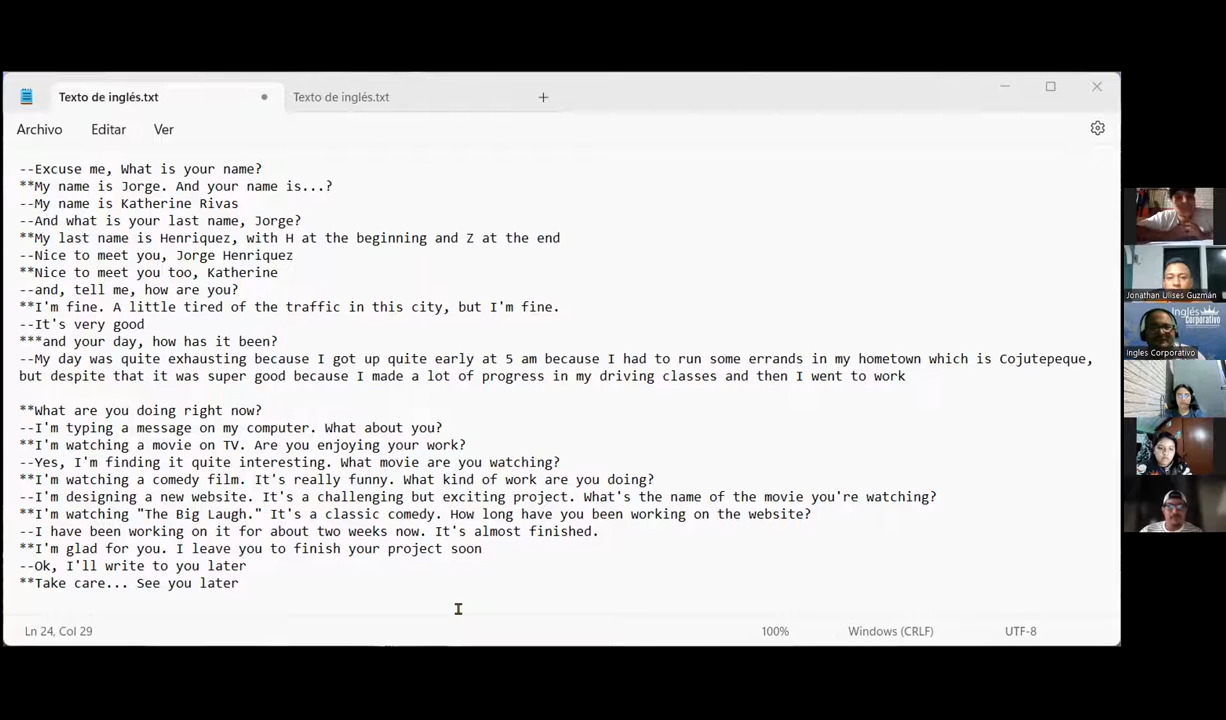 Texto de inglés.txt
Texto de inglés.txt
Archivo Editar Ver
--Excuse me, What is your name?
**My name is Jorge. And your name is...?
--My name is Katherine Rivas
--And what is your last name, Jorge?
**My last name is Henriquez, with H at the beginning and Z at the end
--Nice to meet you, Jorge Henriquez
**Nice to meet you too, Katherine
--and, tell me, how are you?
**I'm fine. A little tired of the traffic in this city, but I'm fine.
--It's very good
***and your day, how has it been?
--My day was quite exhausting because I got up quite early at 5 am because I had to run some errands in my hometown which is Cojutepeque,
but despite that it was super good because I made a lot of progress in my driving classes and then I went to work
**What are you doing right now?
--I'm typing a message on my computer. What about you?
**I'm watching a movie on TV. Are you enjoying your work?
--Yes, I'm finding it quite interesting. What movie are you watching?
**I'm watching a comedy film. It's really funny. What kind of work are you doing?
--I'm designing a new website. It's a challenging but exciting project. What's the name of the movie you're watching?
**I'm watching "The Big Laugh." It's a classic comedy. How long have you been working on the website?
--I have been working on it for about two weeks now. It's almost finished.
**I'm glad for you. I leave you to finish your project soon
--Ok, I'll write to you later
**Take care... See you later
Ln 24, Col 29
100%
Windows (CRLF)
UTF-8
Jonathan Ulises Guzmán
Inglés
Corporativo
Ingles Corporativo